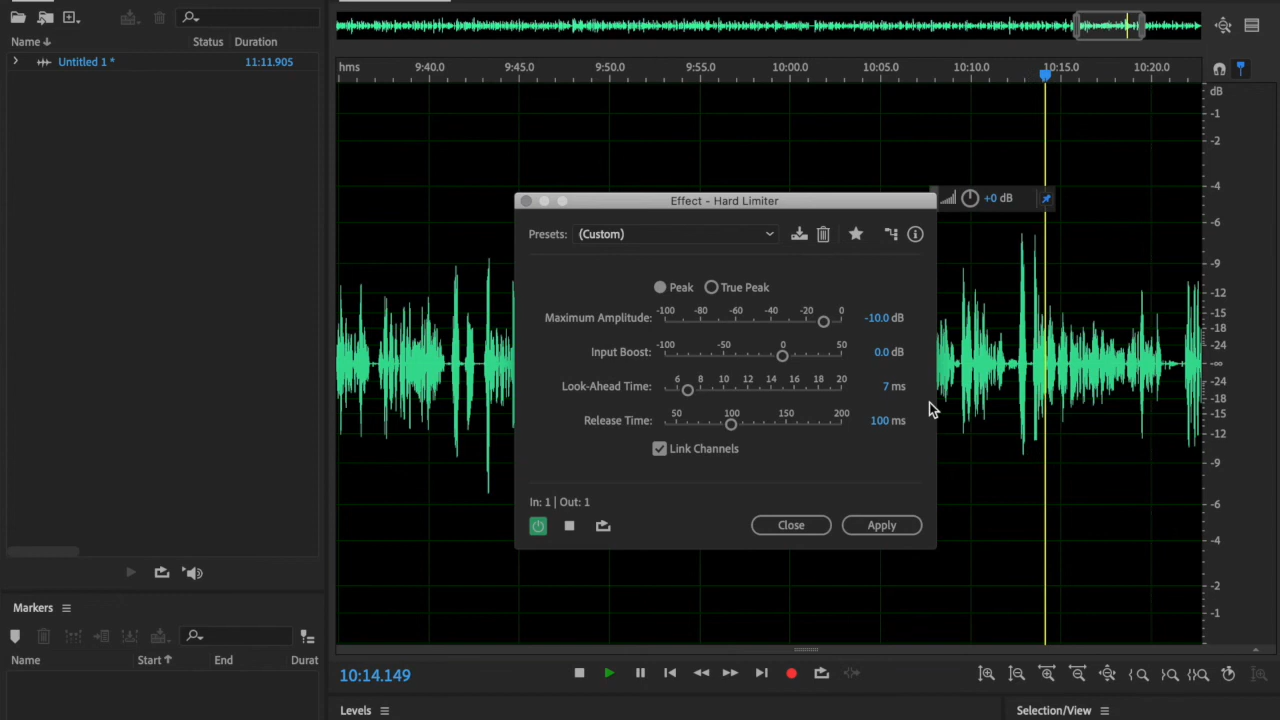 Name Status Duration
Untitled 1 * 11:11.905
hms 9:40.0 9:45.0 9:50.0 9:55.0 10:00.0 10:05.0 10:10.0 10:15.0 10:20.0
dB
-1
-2
-4
-6
-9
-12
-15
-18
-24
-∞
-24
-18
-15
-12
-9
-6
-4
-2
-1
+0 dB
Effect - Hard Limiter
Presets: (Custom)
Peak True Peak
-100 -80 -60 -40 -20 0
Maximum Amplitude: -10.0 dB
-100 -50 0 50
Input Boost: 0.0 dB
6 8 10 12 14 16 18 20
Look-Ahead Time: 7 ms
50 100 150 200
Release Time: 100 ms
Link Channels
In: 1 | Out: 1
Close Apply
Markers
Name Start End Durat
10:14.149
Levels
Selection/View